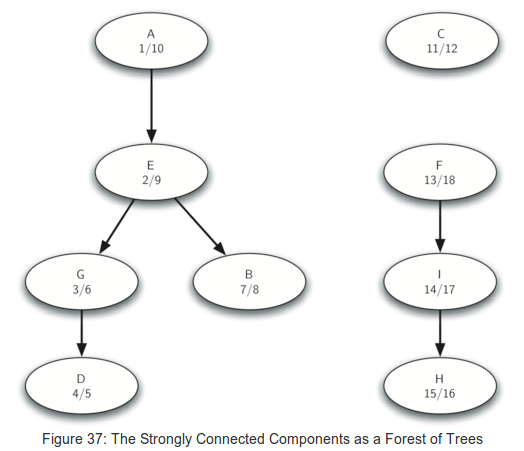 A
1/10
C
11/12
E
2/9
F
13/18
G
3/6
B
7/8
I
14/17
D
4/5
H
15/16
Figure 37: The Strongly Connected Components as a Forest of Trees